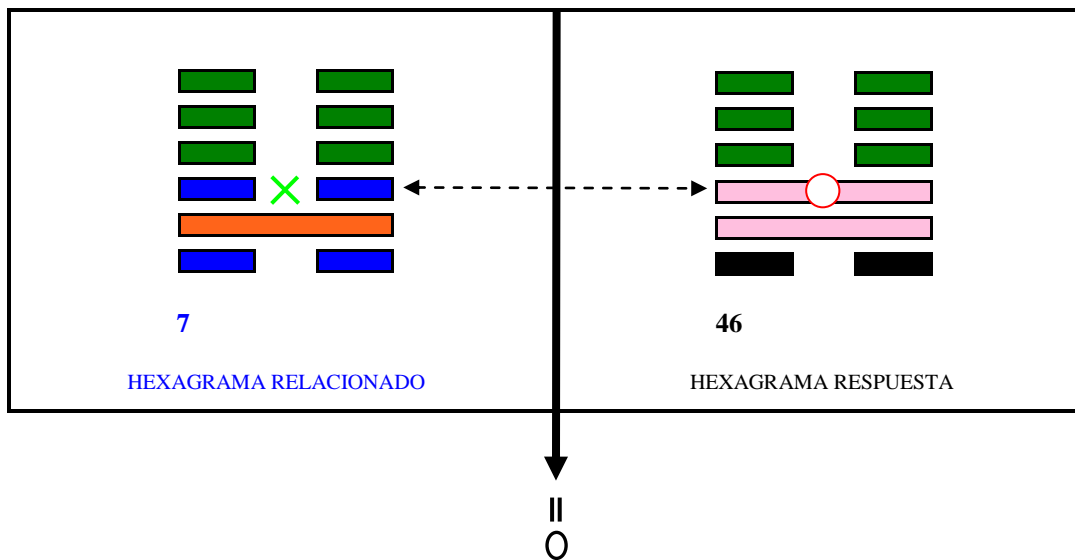 7
46
HEXAGRAMA RELACIONADO
HEXAGRAMA RESPUESTA
=
O